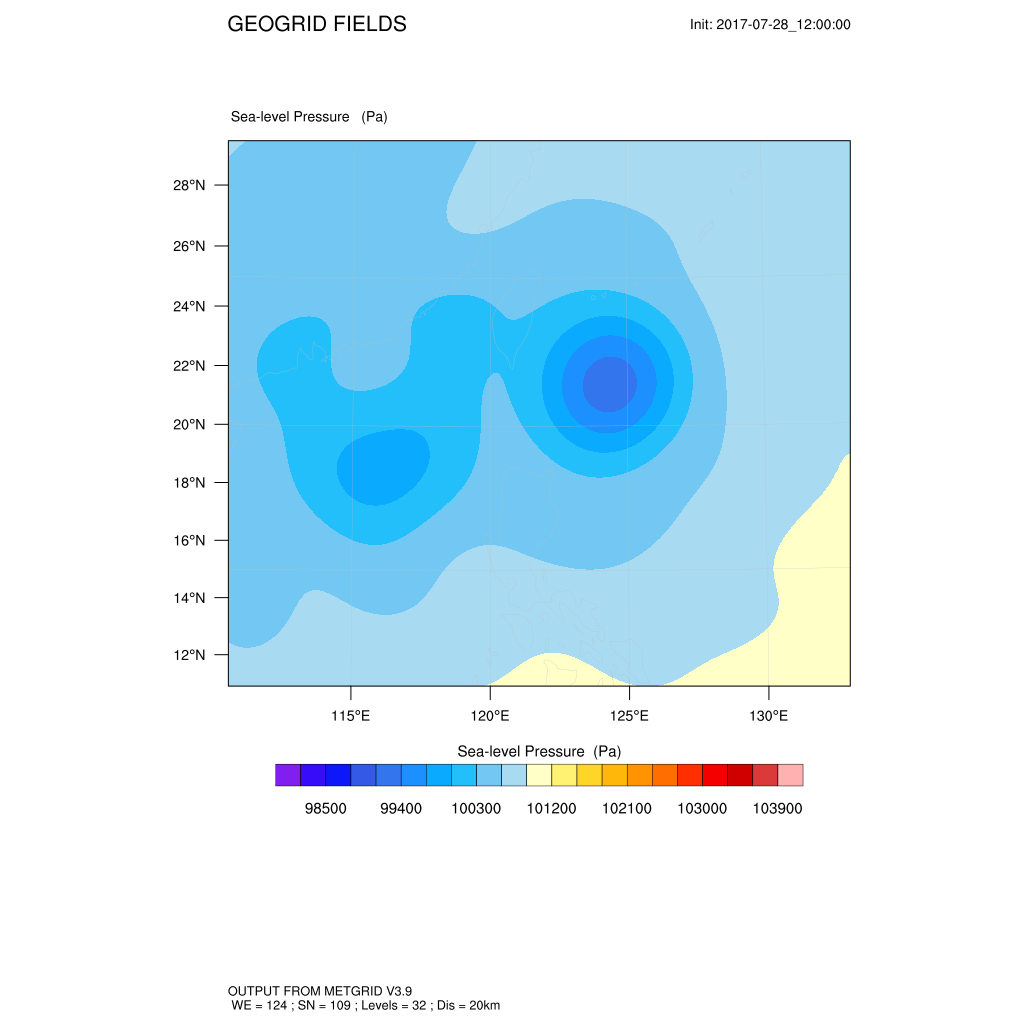 GEOGRID FIELDS
Init: 2017-07-28_12:00:00
Sea-level Pressure (Pa)
28°N
26°N
24°N
22°N
20°N
18°N
16°N
14°N
12°N
115°E 120°E 125°E 130°E
Sea-level Pressure (Pa)
98500 99400 100300 101200 102100 103000 103900
OUTPUT FROM METGRID V3.9
WE = 124 ; SN = 109 ; Levels = 32 ; Dis = 20km